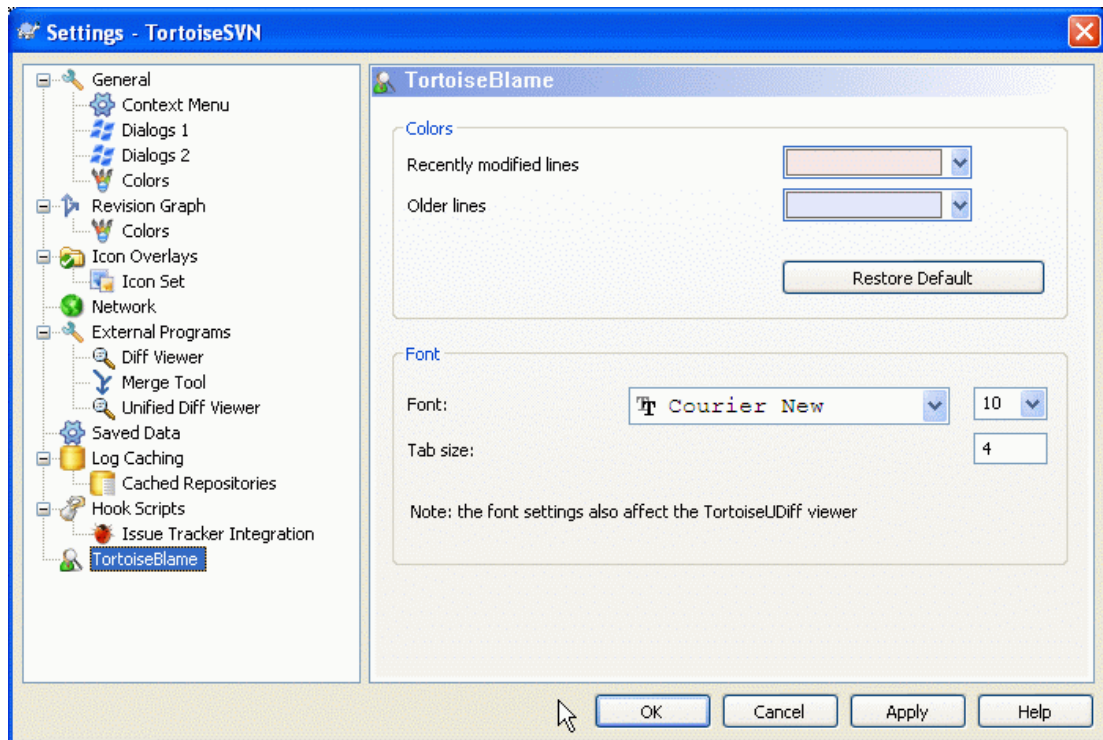 Settings - TortoiseSVN
General
Context Menu
Dialogs 1
Dialogs 2
Colors
Revision Graph
Colors
Icon Overlays
Icon Set
Network
External Programs
Diff Viewer
Merge Tool
Unified Diff Viewer
Saved Data
Log Caching
Cached Repositories
Hook Scripts
Issue Tracker Integration
TortoiseBlame
TortoiseBlame
Colors
Recently modified lines
Older lines
Restore Default
Font
Font: Courier New 10
Tab size: 4
Note: the font settings also affect the TortoiseUDiff viewer
OK Cancel Apply Help